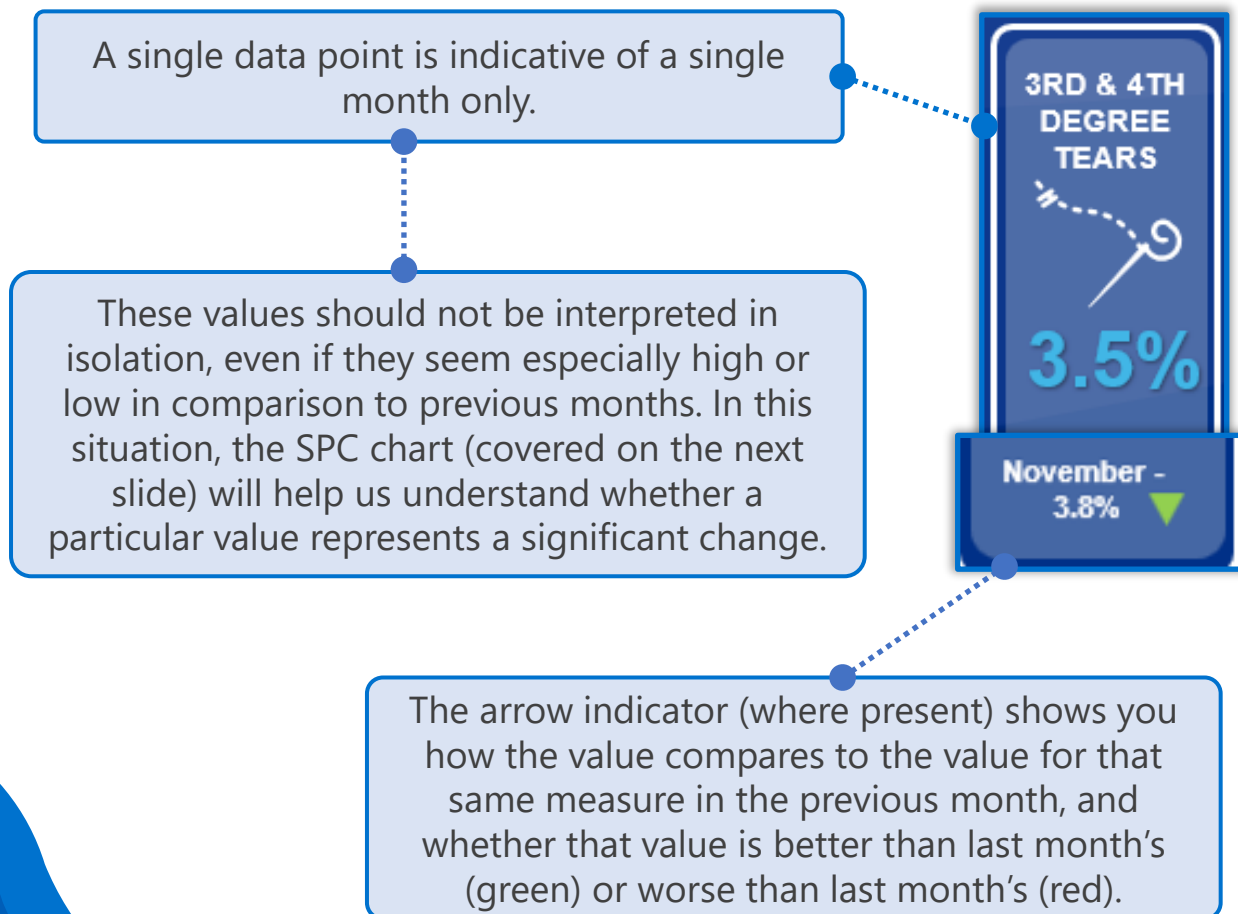 A single data point is indicative of a single
month only.
3RD & 4TH
DEGREE
TEARS
3.5%
November -
3.8%
These values should not be interpreted in
isolation, even if they seem especially high or
low in comparison to previous months. In this
situation, the SPC chart (covered on the next
slide) will help us understand whether a
particular value represents a significant change.
The arrow indicator (where present) shows you
how the value compares to the value for that
same measure in the previous month, and
whether that value is better than last month’s
(green) or worse than last month’s (red).